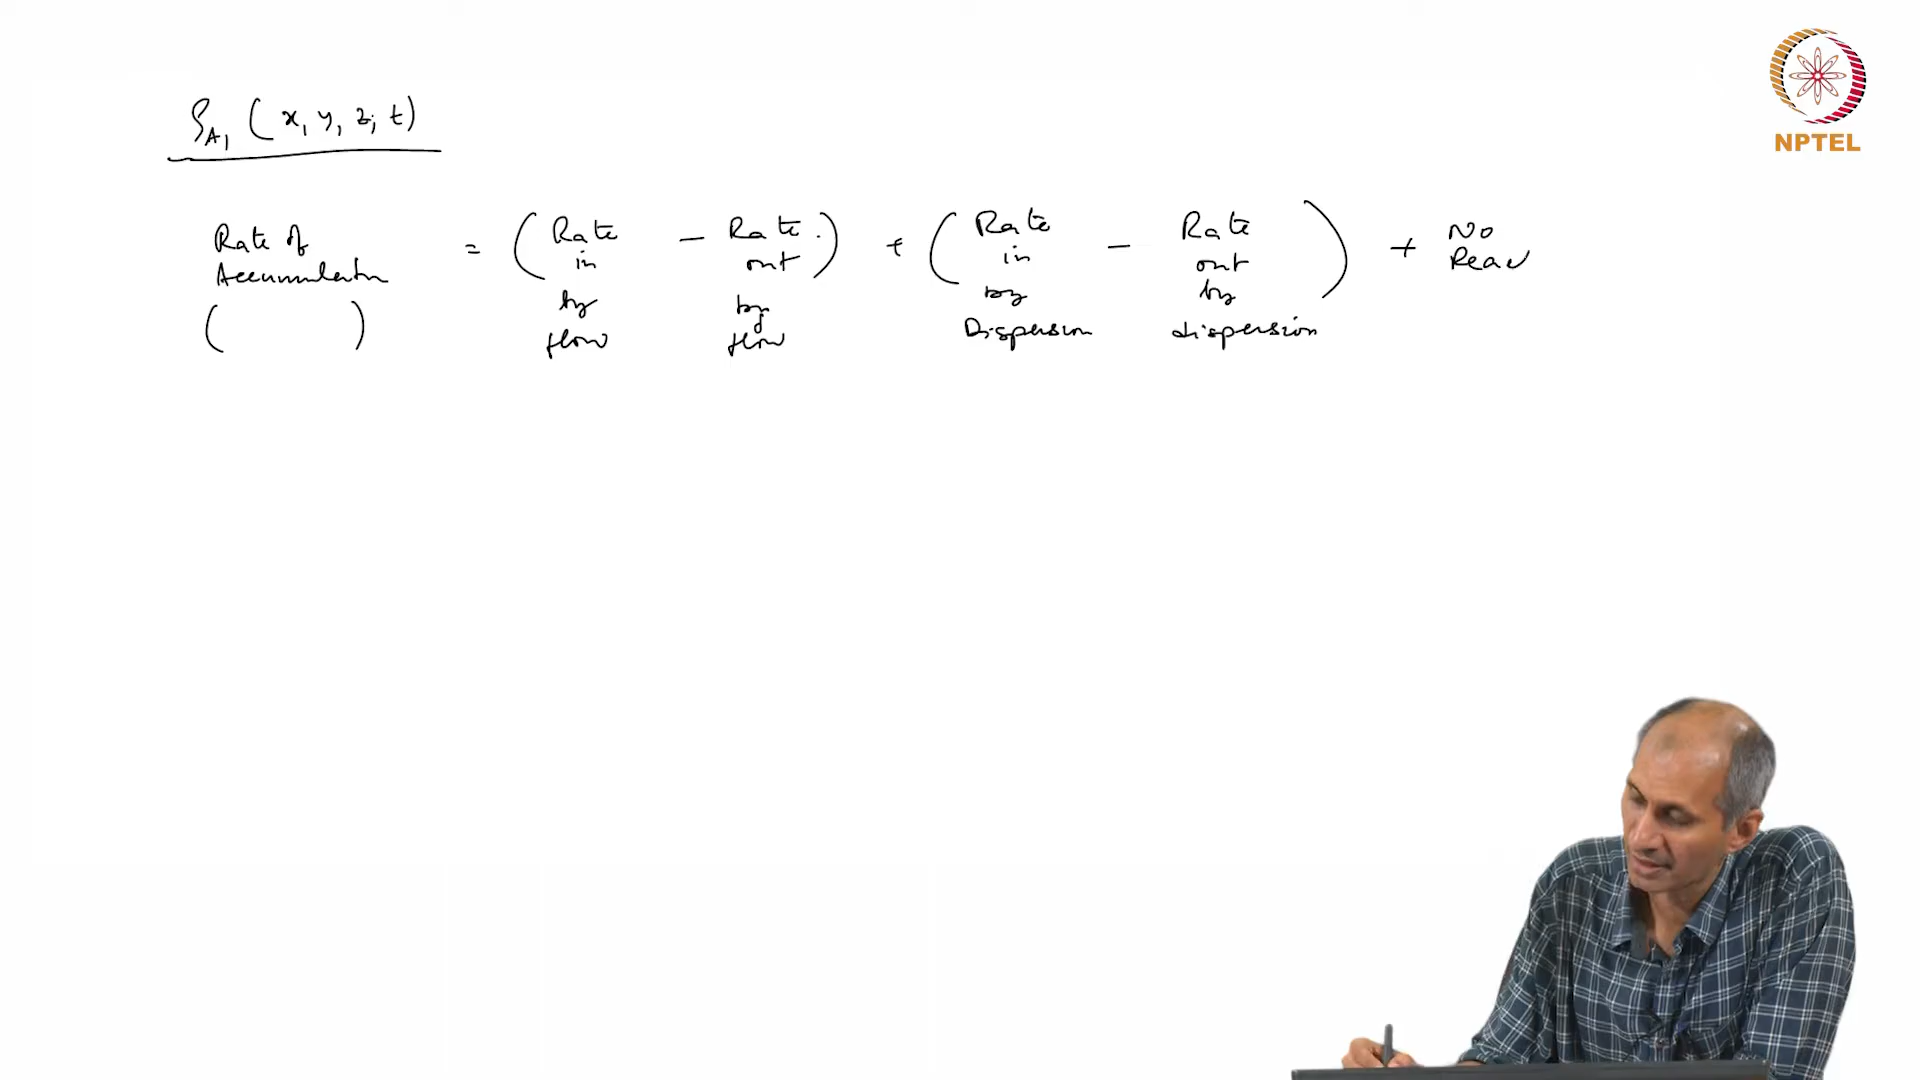 ρA1 (x, y, z, t)
Rate of Accumulation = (Rate in - Rate out) + (Rate in - Rate out) + No Reac
( ) by flow by flow by Dispersion by dispersion
NPTEL